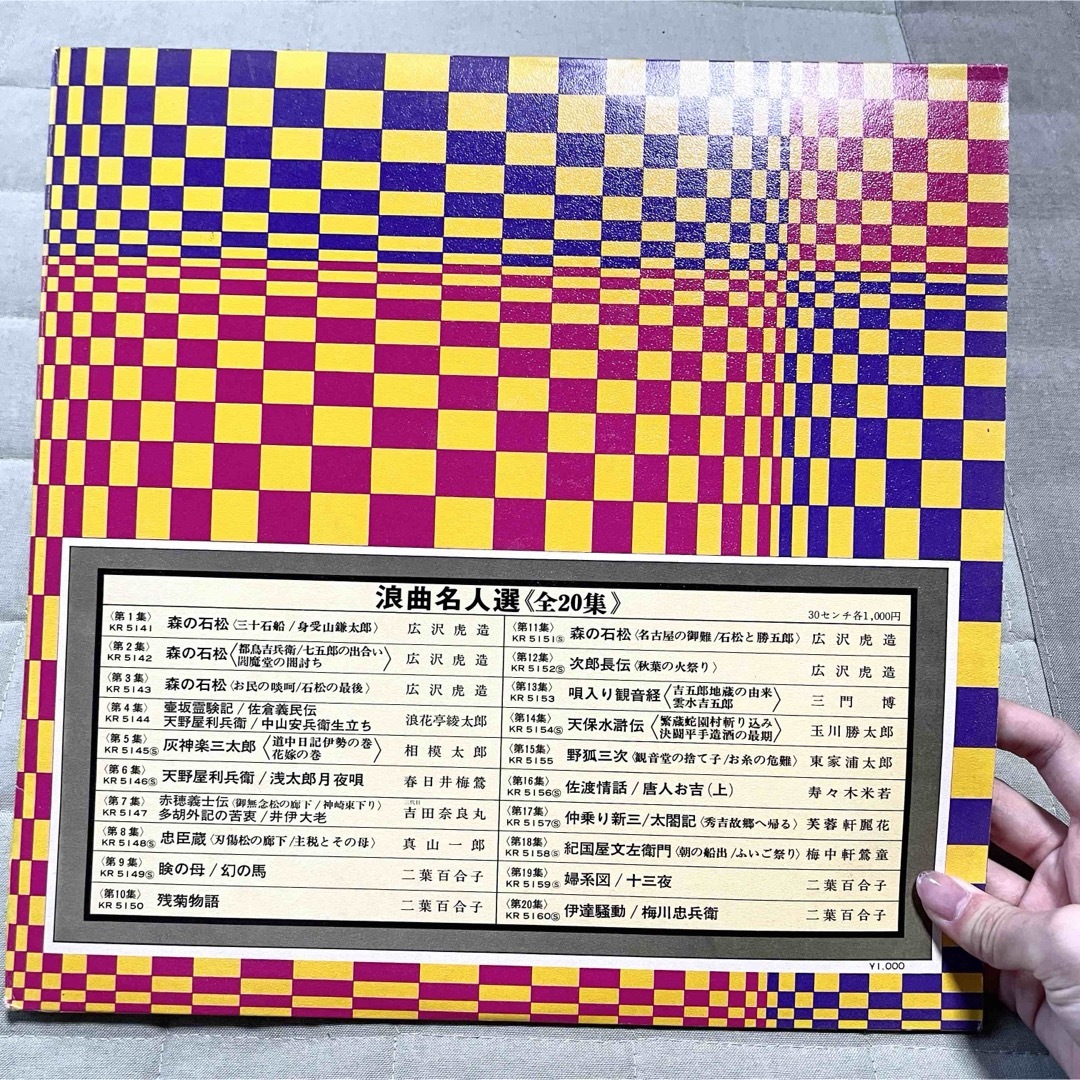 浪曲名人選《全20集》
30センチ各1,000円
〈第1集〉 KR5141 森の石松〈三十石船/身受山鎌太郎〉 広沢虎造
〈第2集〉 KR5142 森の石松〈都鳥吉兵衛/七五郎の出合い 閻魔堂の闇討ち〉 広沢虎造
〈第3集〉 KR5143 森の石松〈お民の啖呵/石松の最後〉 広沢虎造
〈第4集〉 KR5144 壷坂霊験記/佐倉義民伝
天野屋利兵衛/中山安兵衛生立ち 浪花亭綾太郎
〈第5集〉 KR5145Ⓢ 灰神楽三太郎〈道中日記伊勢の巻 花嫁の巻〉 相模太郎
〈第6集〉 KR5146Ⓢ 天野屋利兵衛/浅太郎月夜唄 春日井梅鶯
〈第7集〉 KR5147 赤穂義士伝〈御無念松の廊下/神崎東下り〉
多胡外記の苦衷/井伊大老 二代目 吉田奈良丸
〈第8集〉 KR5148Ⓢ 忠臣蔵〈刃傷松の廊下/主税とその母〉 真山一郎
〈第9集〉 KR5149Ⓢ 瞼の母/幻の馬 二葉百合子
〈第10集〉 KR5150 残菊物語 二葉百合子
〈第11集〉 KR5151Ⓢ 森の石松〈名古屋の御難/石松と勝五郎〉 広沢虎造
〈第12集〉 KR5152Ⓢ 次郎長伝〈秋葉の火祭り〉 広沢虎造
〈第13集〉 KR5153 唄入り観音経〈吉五郎地蔵の由来 雲水吉五郎〉 三門博
〈第14集〉 KR5154Ⓢ 天保水滸伝〈繁蔵蛇園村斬り込み 決闘平手造酒の最期〉 玉川勝太郎
〈第15集〉 KR5155 野狐三次〈観音堂の捨て子/お糸の危難〉 東家浦太郎
〈第16集〉 KR5156Ⓢ 佐渡情話/唐人お吉(上) 寿々木米若
〈第17集〉 KR5157Ⓢ 仲乗り新三/太閤記〈秀吉故郷へ帰る〉 芙蓉軒麗花
〈第18集〉 KR5158Ⓢ 紀国屋文左衛門〈朝の船出/ふいご祭り〉 梅中軒鶯童
〈第19集〉 KR5159Ⓢ 婦系図/十三夜 二葉百合子
〈第20集〉 KR5160Ⓢ 伊達騒動/梅川忠兵衛 二葉百合子
¥1,000